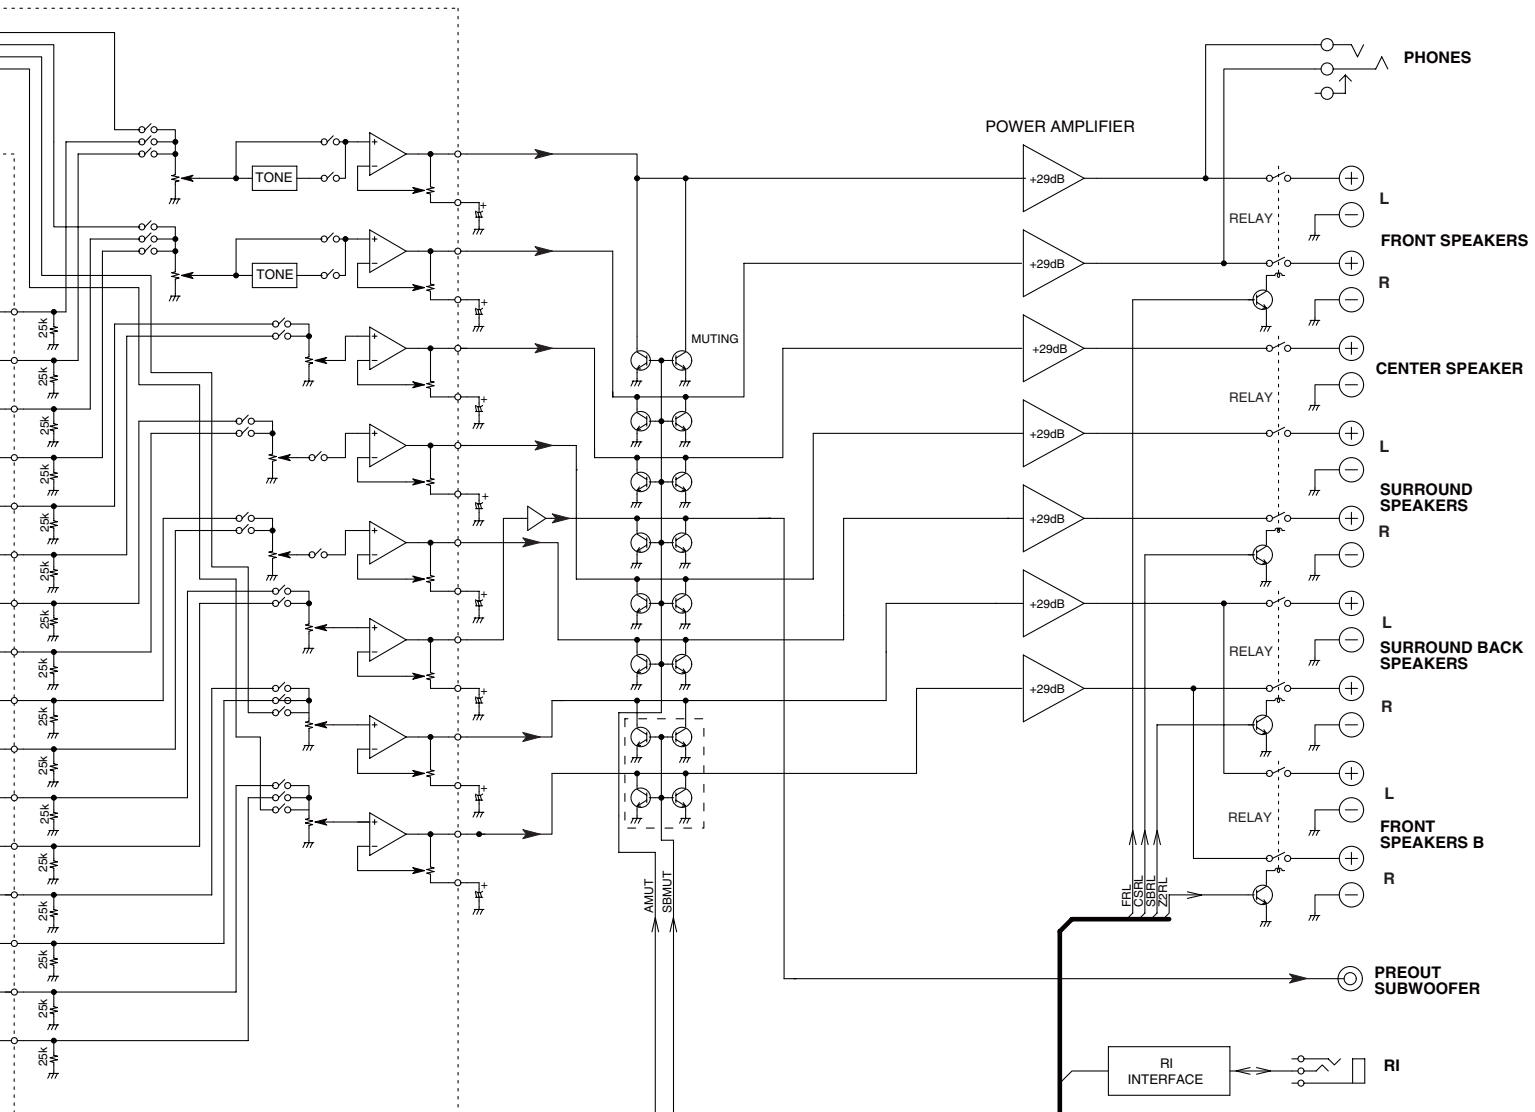 PHONES
POWER AMPLIFIER
+29dB
TONE
L
RELAY
FRONT SPEAKERS
+29dB
TONE
R
25k
MUTING
+29dB
CENTER SPEAKER
25k
RELAY
25k
+29dB
L
25k
SURROUND
SPEAKERS
25k
+29dB
R
25k
25k
+29dB
L
25k
RELAY
SURROUND BACK
SPEAKERS
25k
+29dB
R
25k
25k
L
RELAY
FRONT
SPEAKERS B
25k
R
25k
AMUT
SBMUT
FRL
CSRL
SBRL
Z2RL
25k
25k
PREOUT
SUBWOOFER
25k
25k
RI
INTERFACE
RI